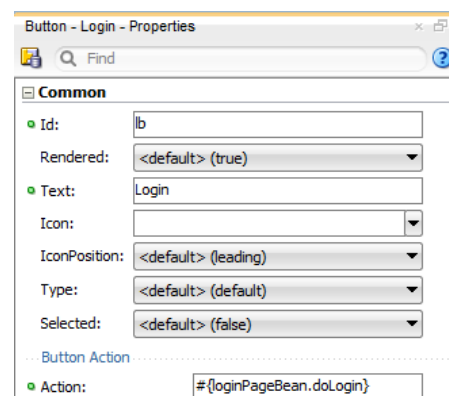 Button - Login - Properties
Find
Common
Id: lb
Rendered: <default> (true)
Text: Login
Icon:
IconPosition: <default> (leading)
Type: <default> (default)
Selected: <default> (false)
Button Action
Action: #{loginPageBean.doLogin}